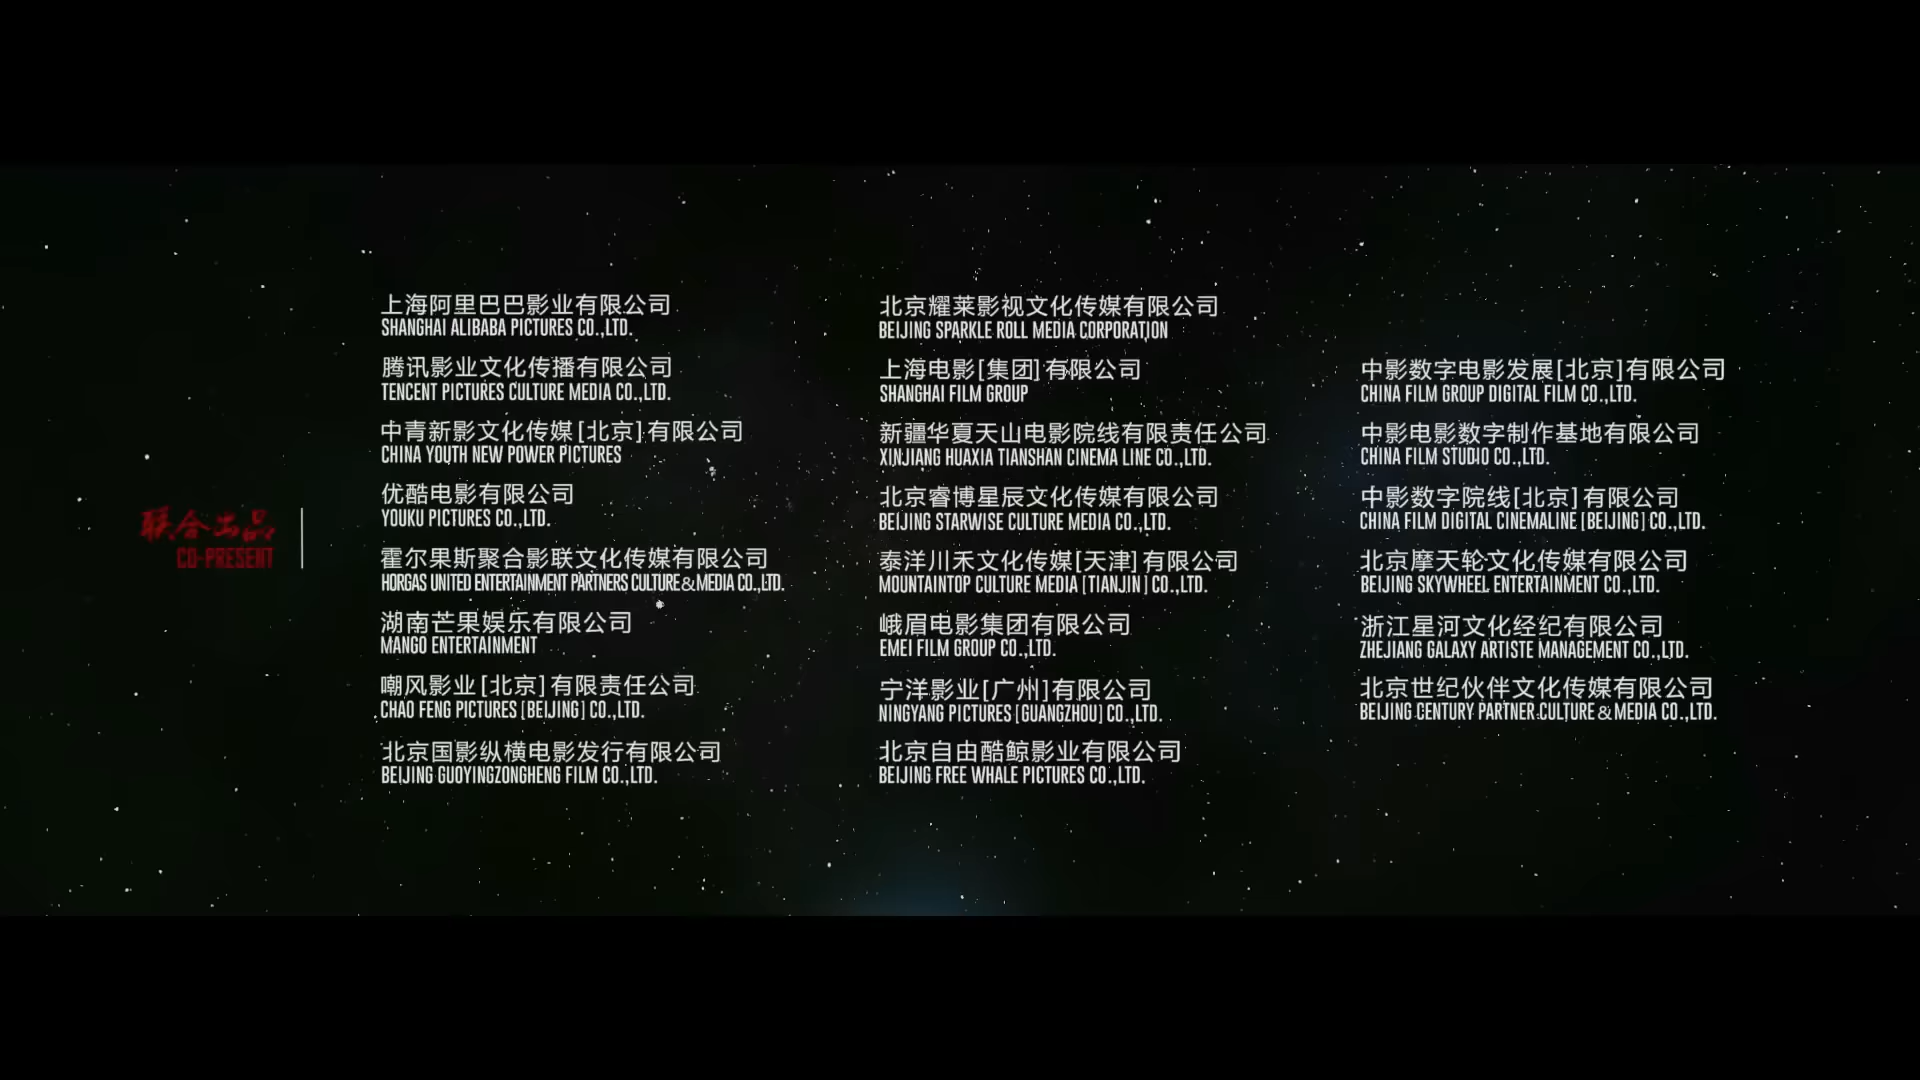 联合出品
CO-PRESENT
上海阿里巴巴影业有限公司
SHANGHAI ALIBABA PICTURES CO.,LTD.
腾讯影业文化传播有限公司
TENCENT PICTURES CULTURE MEDIA CO.,LTD.
中青新影文化传媒[北京]有限公司
CHINA YOUTH NEW POWER PICTURES
优酷电影有限公司
YOUKU PICTURES CO.,LTD.
霍尔果斯聚合影联文化传媒有限公司
HORGAS UNITED ENTERTAINMENT PARTNERS CULTURE&MEDIA CO.,LTD.
湖南芒果娱乐有限公司
MANGO ENTERTAINMENT
嘲风影业[北京]有限责任公司
CHAO FENG PICTURES [BEIJING] CO.,LTD.
北京国影纵横电影发行有限公司
BEIJING GUOYINGZONGHENG FILM CO.,LTD.
北京耀莱影视文化传媒有限公司
BEIJING SPARKLE ROLL MEDIA CORPORATION
上海电影[集团]有限公司
SHANGHAI FILM GROUP
新疆华夏天山电影院线有限责任公司
XINJIANG HUAXIA TIANSHAN CINEMA LINE CO.,LTD.
北京睿博星辰文化传媒有限公司
BEIJING STARWISE CULTURE MEDIA CO.,LTD.
泰洋川禾文化传媒[天津]有限公司
MOUNTAINTOP CULTURE MEDIA [TIANJIN] CO.,LTD.
峨眉电影集团有限公司
EMEI FILM GROUP CO.,LTD.
宁洋影业[广州]有限公司
NINGYANG PICTURES [GUANGZHOU] CO.,LTD.
北京自由酷鲸影业有限公司
BEIJING FREE WHALE PICTURES CO.,LTD.
中影数字电影发展[北京]有限公司
CHINA FILM GROUP DIGITAL FILM CO.,LTD.
中影电影数字制作基地有限公司
CHINA FILM STUDIO CO.,LTD.
中影数字院线[北京]有限公司
CHINA FILM DIGITAL CINEMALINE [BEIJING] CO.,LTD.
北京摩天轮文化传媒有限公司
BEIJING SKYWHEEL ENTERTAINMENT CO.,LTD.
浙江星河文化经纪有限公司
ZHEJIANG GALAXY ARTISTE MANAGEMENT CO.,LTD.
北京世纪伙伴文化传媒有限公司
BEIJING CENTURY PARTNER CULTURE&MEDIA CO.,LTD.